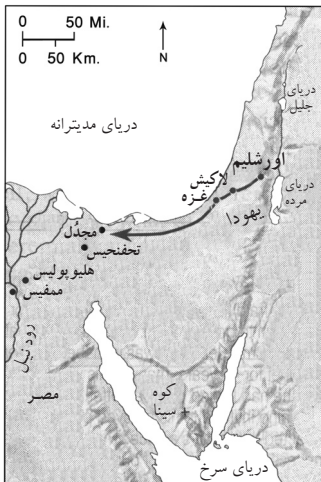 0 50 Mi.
0 50 Km.
N
دریای
جلیل
دریای مدیترانه
اورشلیم
لاکیش
غزه
دریای
مرده
یهودا
مجدُل
تحفنحیس
هلیوپولیس
ممفیس
رود نیل
مصر
کوه
سینا
دریای سرخ